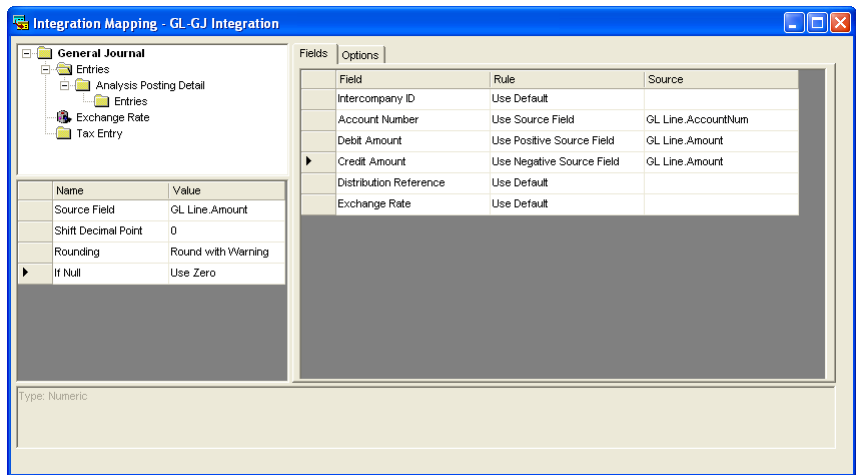 Integration Mapping - GL-GJ Integration
General Journal
Entries
Analysis Posting Detail
Entries
Exchange Rate
Tax Entry
Name Value
Source Field GL Line.Amount
Shift Decimal Point 0
Rounding Round with Warning
If Null Use Zero
Fields Options
Field Rule Source
Intercompany ID Use Default
Account Number Use Source Field GL Line.AccountNum
Debit Amount Use Positive Source Field GL Line.Amount
Credit Amount Use Negative Source Field GL Line.Amount
Distribution Reference Use Default
Exchange Rate Use Default
Type: Numeric